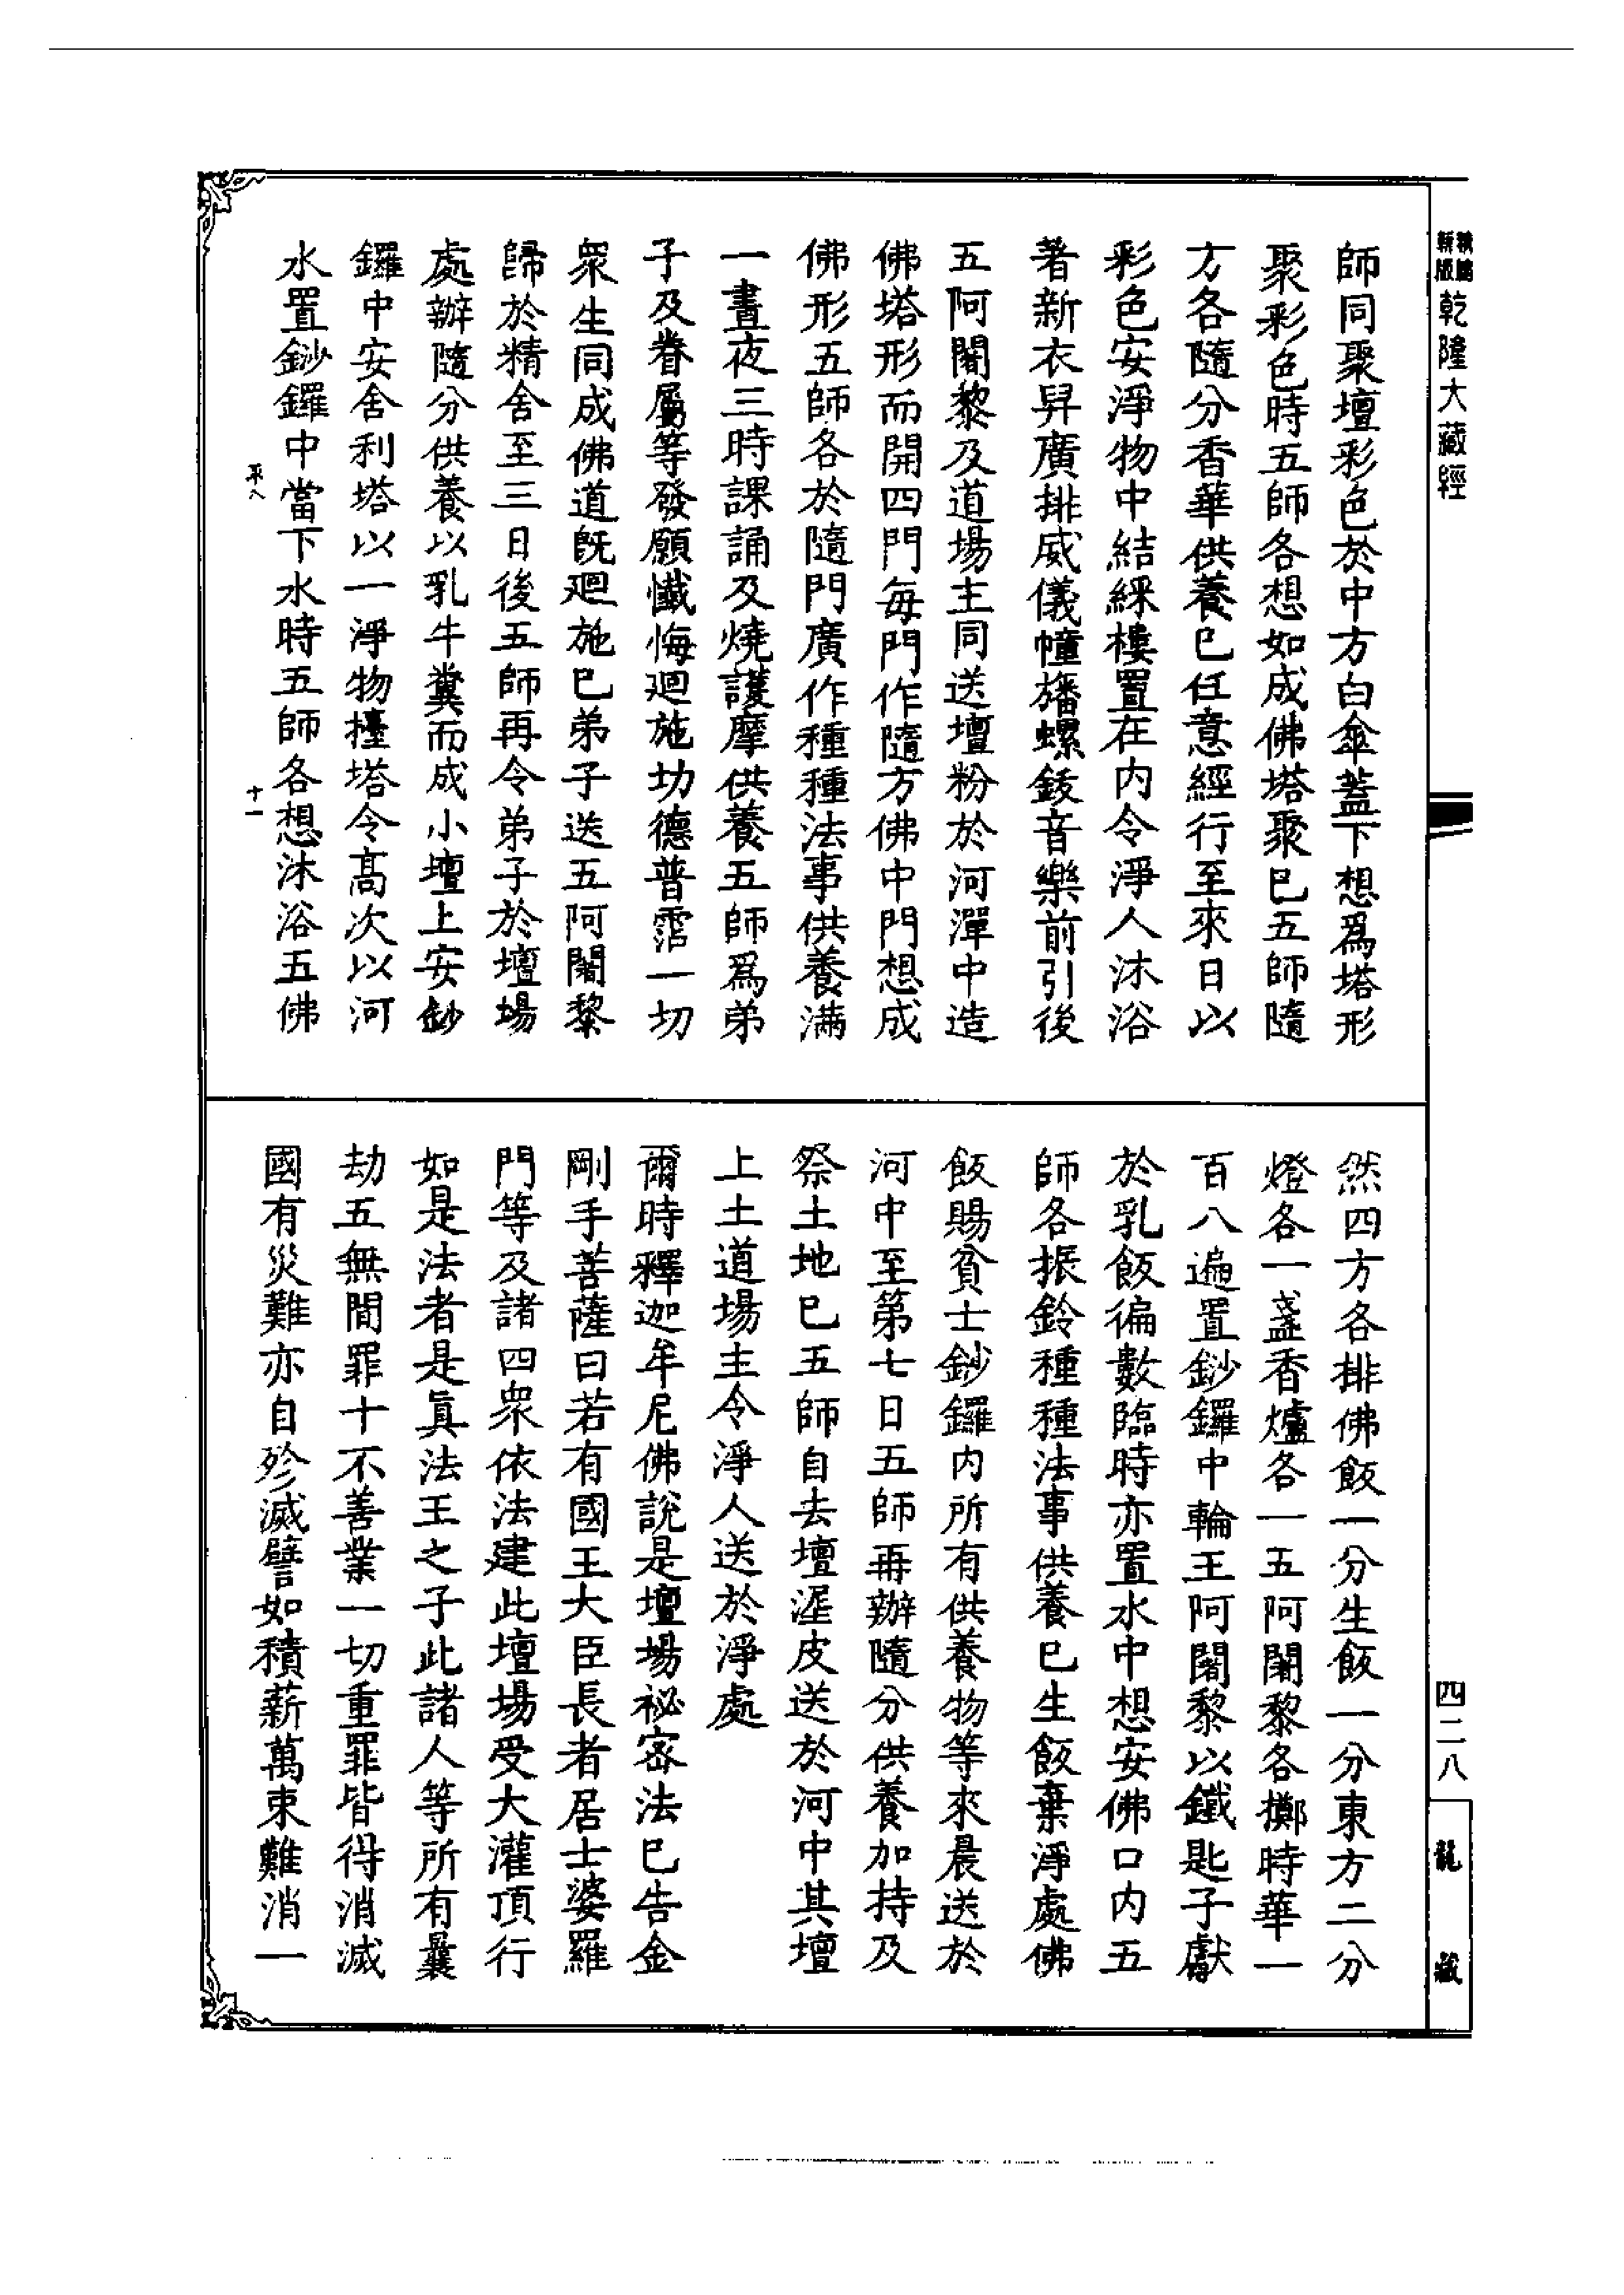 乾隆大藏經
師同聚壇彩色於中方白傘蓋下想爲塔形
聚彩色時五師各想如成佛塔聚已五師隨
方各隨分香華供養已任意經行至來日以
彩色安淨物中結綵樓置在内令淨人沐浴
著新衣舁廣排威儀幢旛螺鈸音樂前引後
五阿闍黎及道場主同送壇粉於河潬中造
佛塔形而開四門每門作隨方佛中門想成
佛形五師各於隨門廣作種種法事供養满
一晝夜三時課誦及燒護摩供養五師爲弟
子及眷屬等發願懺悔廻施功德普霑一切
衆生同成佛道旣廻施已弟子送五阿闍黎
歸於精舍至三日後五師再令弟子於壇場
處辦隨分供養以乳牛糞而成小壇上安鈔
鑼中安舍利塔以一淨物擡塔令高次以河
水置鈔鑼中當下水時五師各想沐浴五佛
十一
然四方各排佛飯一分生飯一分東方二分
燈各一盞香爐各一五阿闍黎各擲時華一
百八遍置鈔鑼中輪王阿闍黎以鐵匙子獻
於乳飯徧數臨時亦置水中想安佛口内五
師各振鈴種種法事供養已生飯棄淨處佛
飯賜貧士鈔鑼内所有供養物等來晨送於
河中至第七日五師再辦隨分供養加持及
祭土地已五師自去壇涯皮送於河中其壇
上土道場主令淨人送於淨處
爾時釋迦牟尼佛說是壇場祕密法已告金
剛手菩薩曰若有國王大臣長者居士婆羅
門等及諸四衆依法建此壇場受大灌頂行
如是法者是真法王之子此諸人等所有曩
劫五無間罪十不善業一切重罪皆得消滅
國有災難亦自殄滅譬如積薪萬束難消一
四二八
龍藏